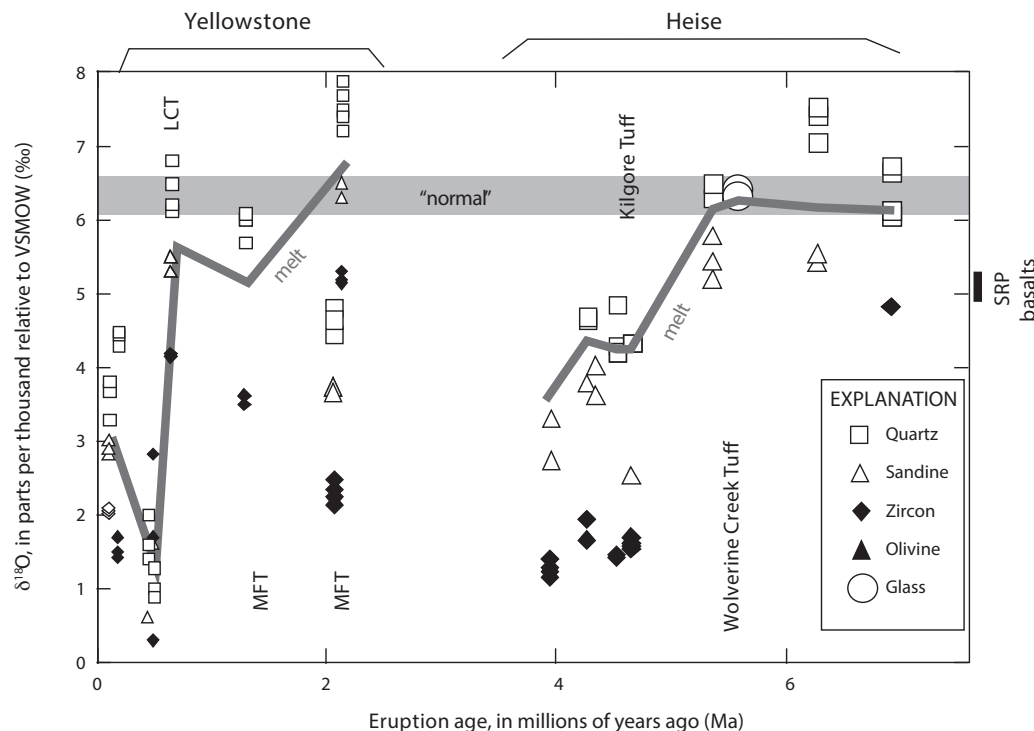 Yellowstone
Heise
8
7
6
5
4
3
2
1
0
δ¹⁸O, in parts per thousand relative to VSMOW (‰)
LCT
MFT
MFT
melt
"normal"
Kilgore Tuff
melt
Wolverine Creek Tuff
SRP
basalts
EXPLANATION
Quartz
Sandine
Zircon
Olivine
Glass
0
2
4
6
Eruption age, in millions of years ago (Ma)